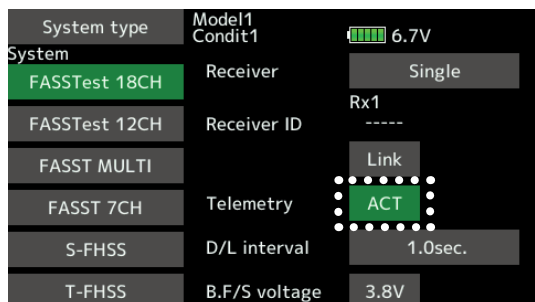 System type
Model1
Condit1
6.7V
System
FASSTest 18CH
Receiver
Single
Rx1
FASSTest 12CH
Receiver ID
-----
FASST MULTI
Link
FASST 7CH
Telemetry
ACT
S-FHSS
D/L interval
1.0sec.
T-FHSS
B.F/S voltage
3.8V